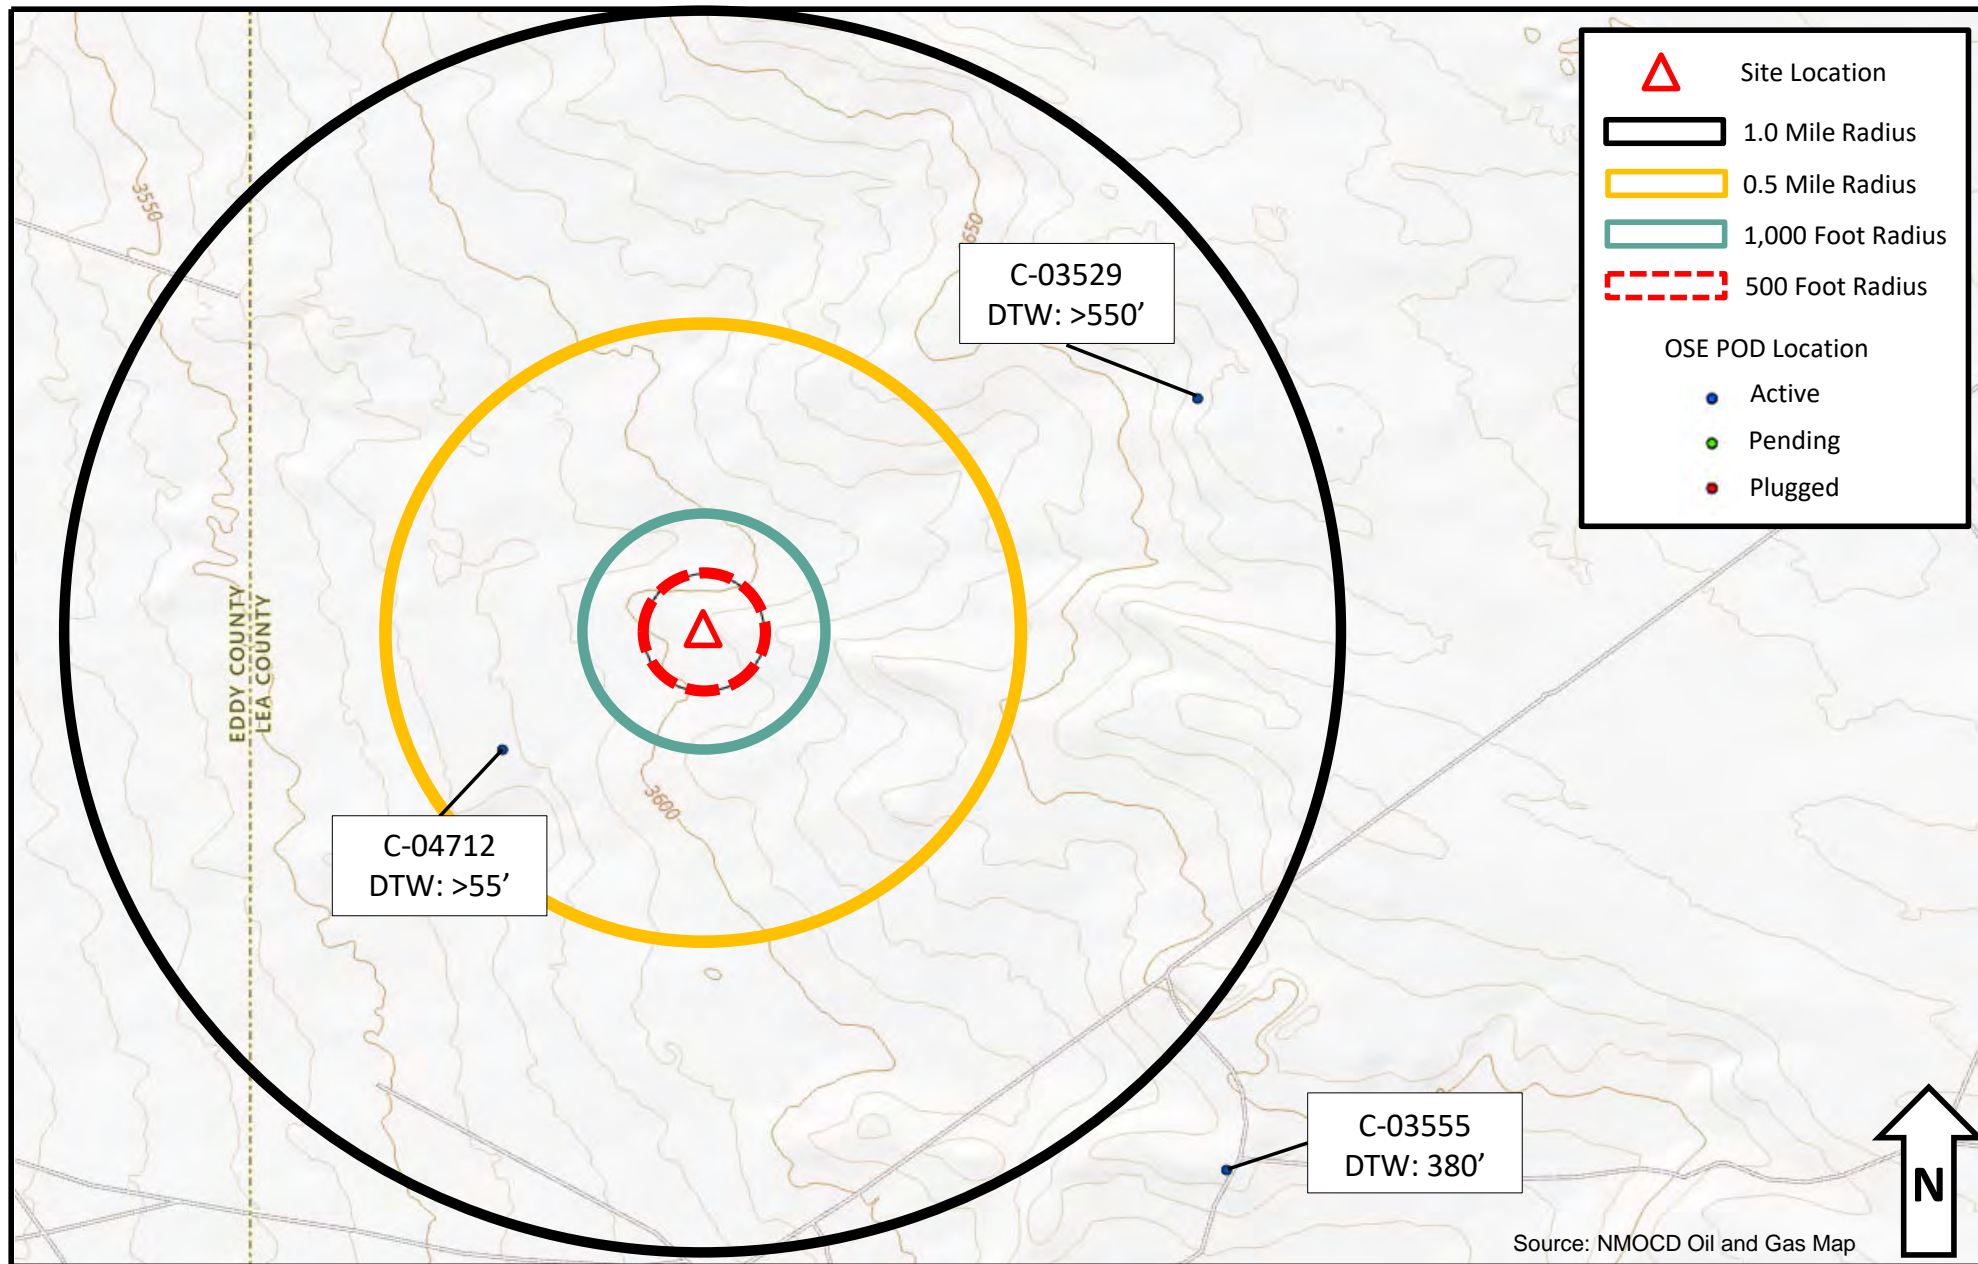 Site Location
1.0 Mile Radius
0.5 Mile Radius
1,000 Foot Radius
500 Foot Radius
OSE POD Location
Active
Pending
Plugged
3550
650
C-03529
DTW: >550’
EDDY COUNTY
LEA COUNTY
3600
C-04712
DTW: >55’
C-03555
DTW: 380’
N
Source: NMOCD Oil and Gas Map